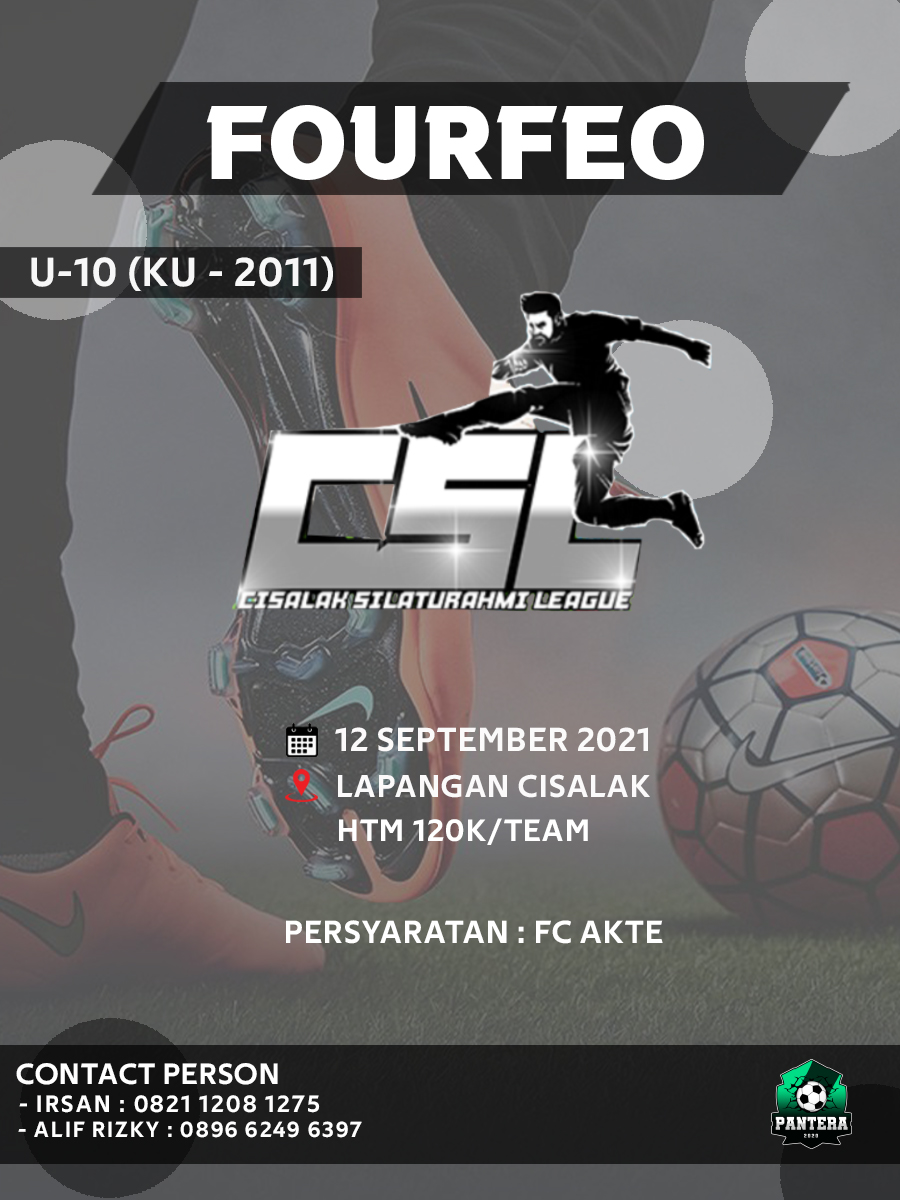 FOURFEO
U-10 (KU - 2011)
CSL
CISALAK SILATURAHMI LEAGUE
12 SEPTEMBER 2021
LAPANGAN CISALAK
HTM 120K/TEAM
PERSYARATAN : FC AKTE
CONTACT PERSON
- IRSAN : 0821 1208 1275
- ALIF RIZKY : 0896 6249 6397
PANTERA
2020